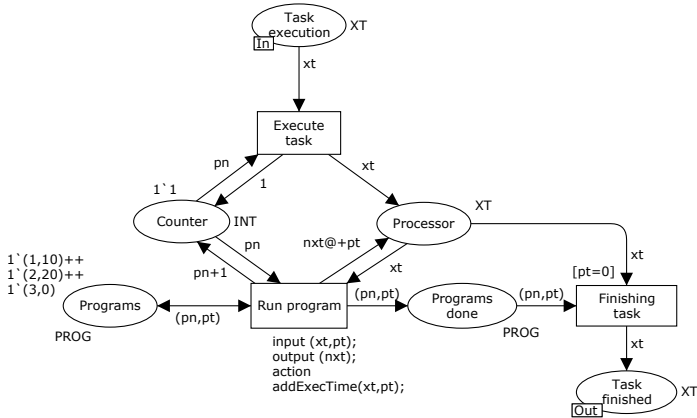 Task
execution
XT
In
xt
Execute
task
pn
1
xt
1`1
Counter
INT
Processor
XT
pn
nxt@+pt
xt
pn+1
xt
1`(1,10)++
1`(2,20)++
1`(3,0)
[pt=0]
Programs
(pn,pt)
Run program
(pn,pt)
Programs
done
(pn,pt)
Finishing
task
PROG
PROG
input (xt,pt);
output (nxt);
action
addExecTime(xt,pt);
xt
Task
finished
XT
Out